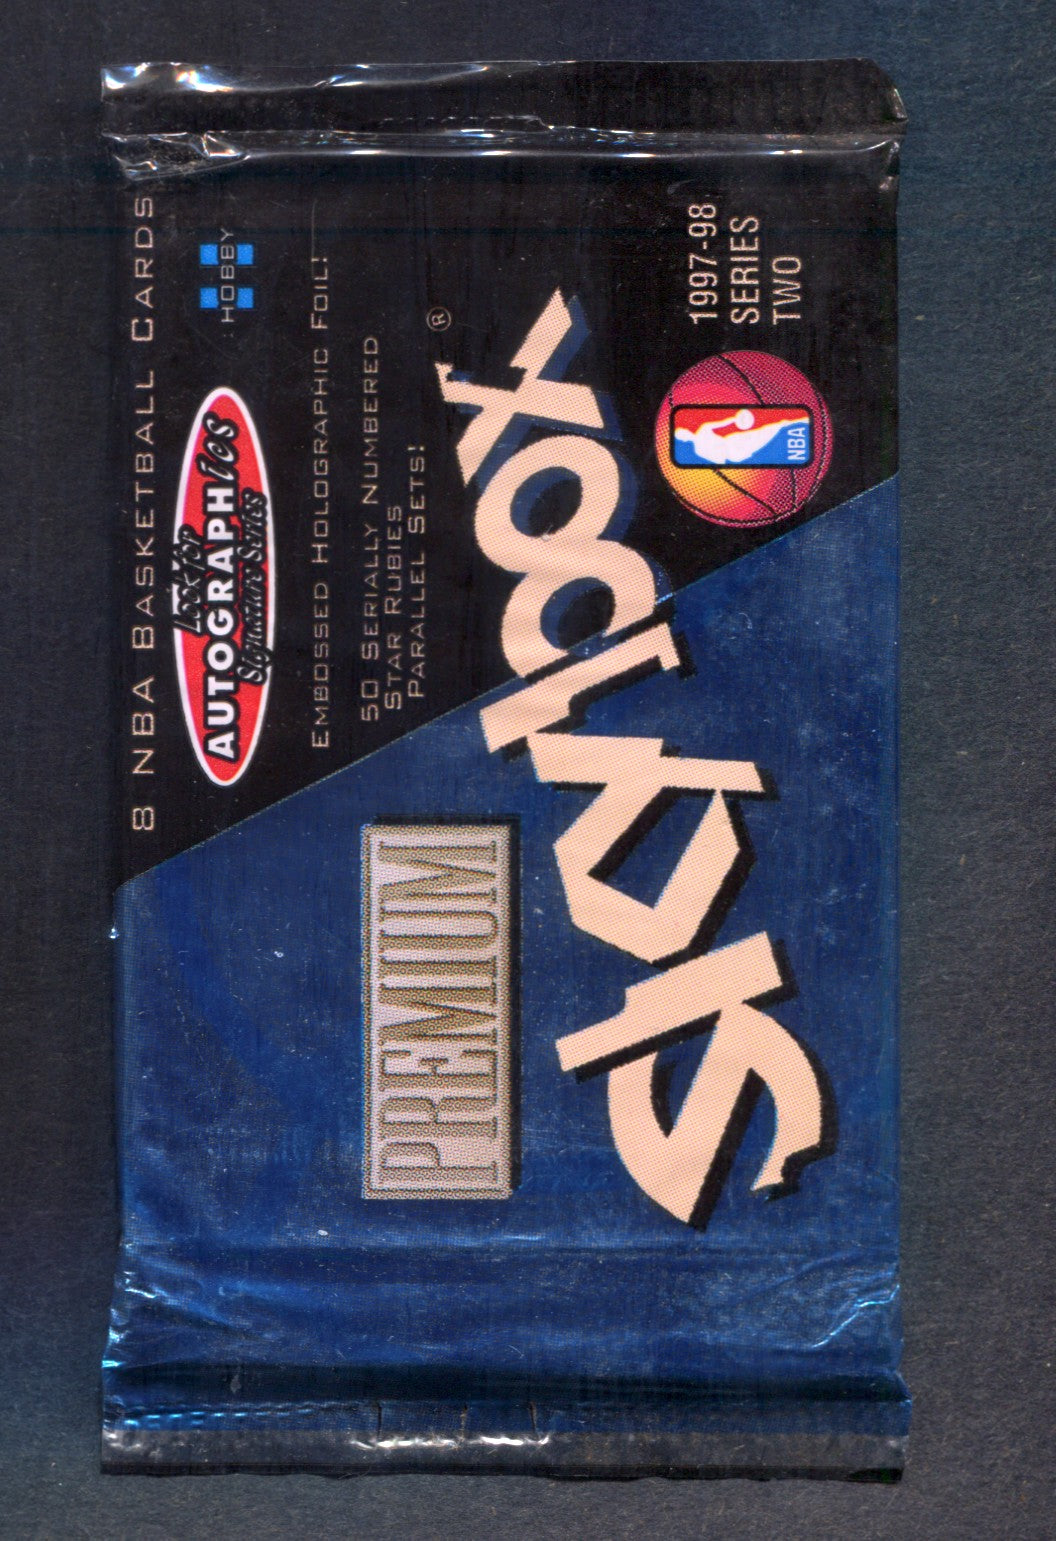 SKYBOX®
PREMIUM
1997-98
SERIES
TWO
NBA
EMBOSSED HOLOGRAPHIC FOIL!
50 SERIALLY NUMBERED
STAR RUBIES
PARALLEL SETS!
Look for
AUTOGRAPHics
Signature Series
HOBBY
8 NBA BASKETBALL CARDS